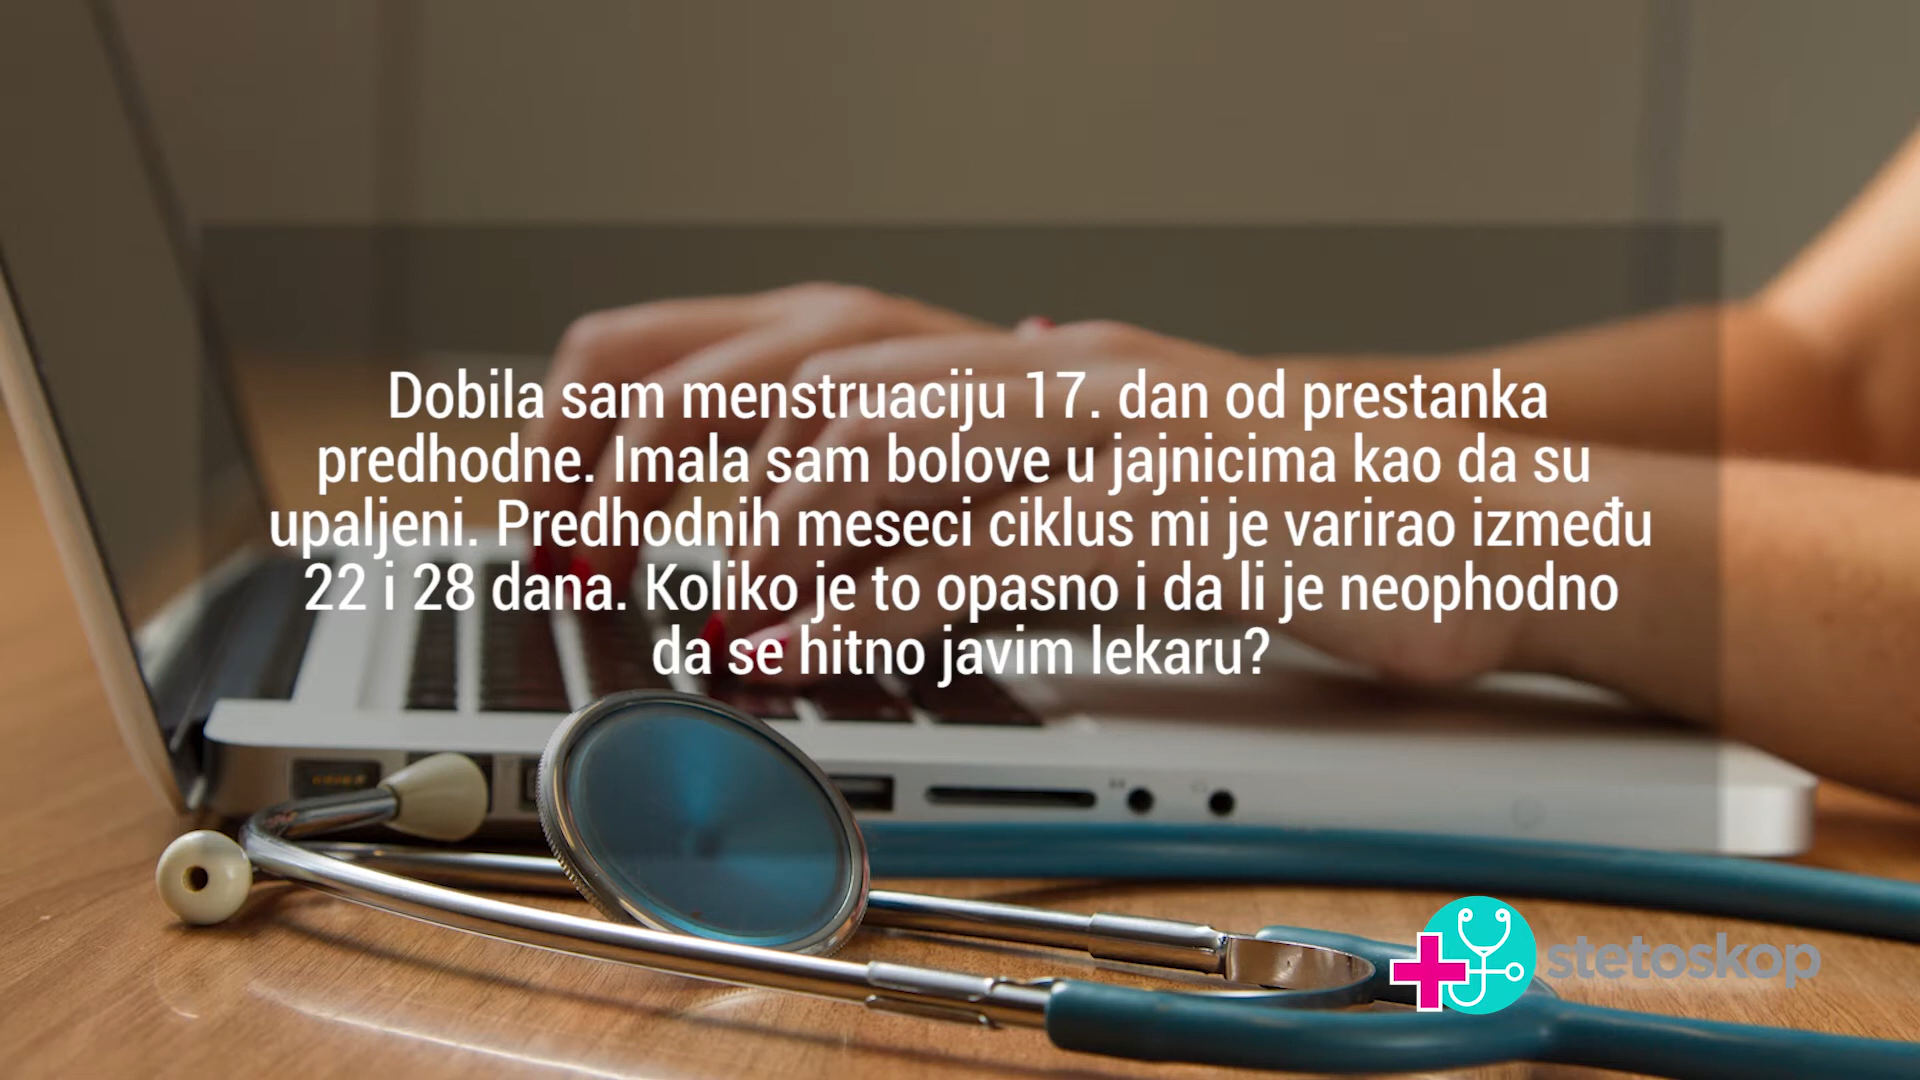 Dobila sam menstruaciju 17. dan od prestanka
predhodne. Imala sam bolove u jajnicima kao da su
upaljeni. Predhodnih meseci ciklus mi je varirao između
22 i 28 dana. Koliko je to opasno i da li je neophodno
da se hitno javim lekaru?
stetoskop